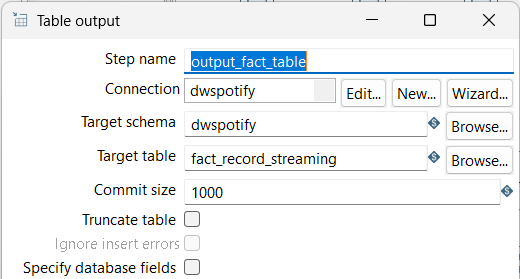 Table output
Step name output_fact_table
Connection dwspotify Edit... New... Wizard...
Target schema dwspotify Browse...
Target table fact_record_streaming Browse...
Commit size 1000
Truncate table
Ignore insert errors
Specify database fields